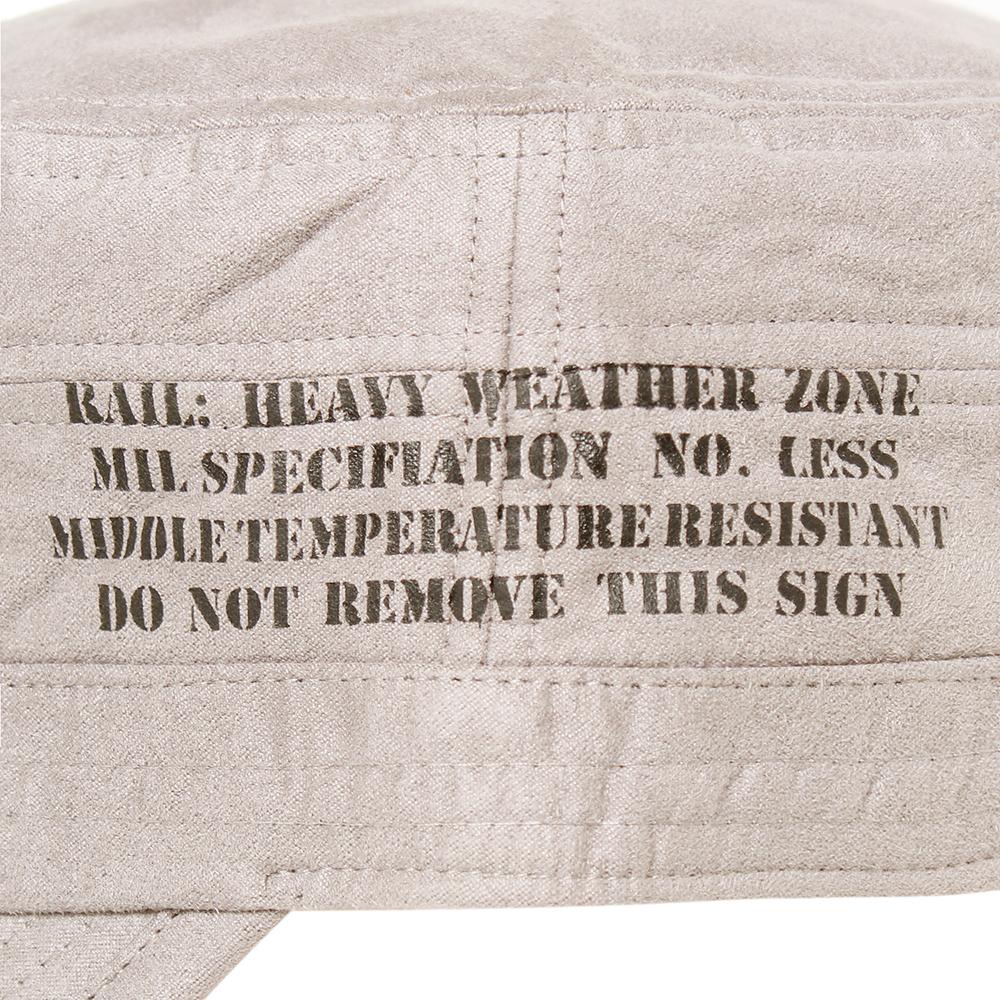 RAIL: HEAVY WEATHER ZONE
MIL SPECIFIATION NO. LESS
MIDDLE TEMPERATURE RESISTANT
DO NOT REMOVE THIS SIGN